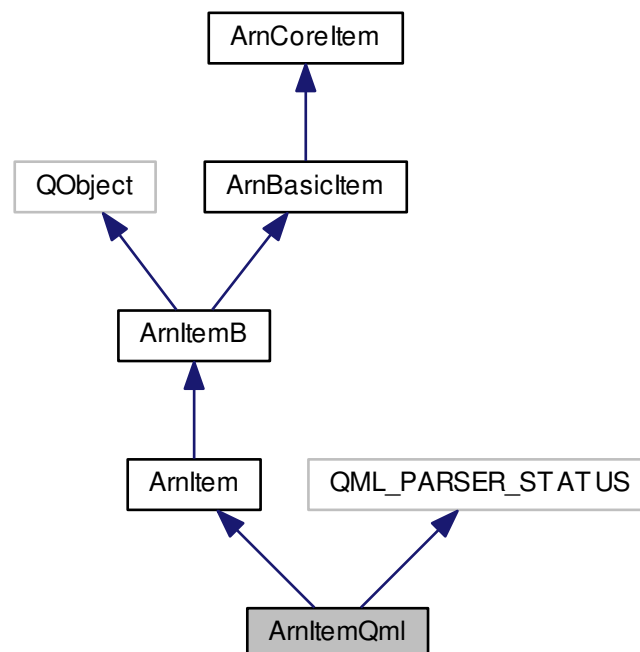 ArnCoreItem
QObject
ArnBasicItem
ArnItemB
ArnItem
QML_PARSER_STATUS
ArnItemQml